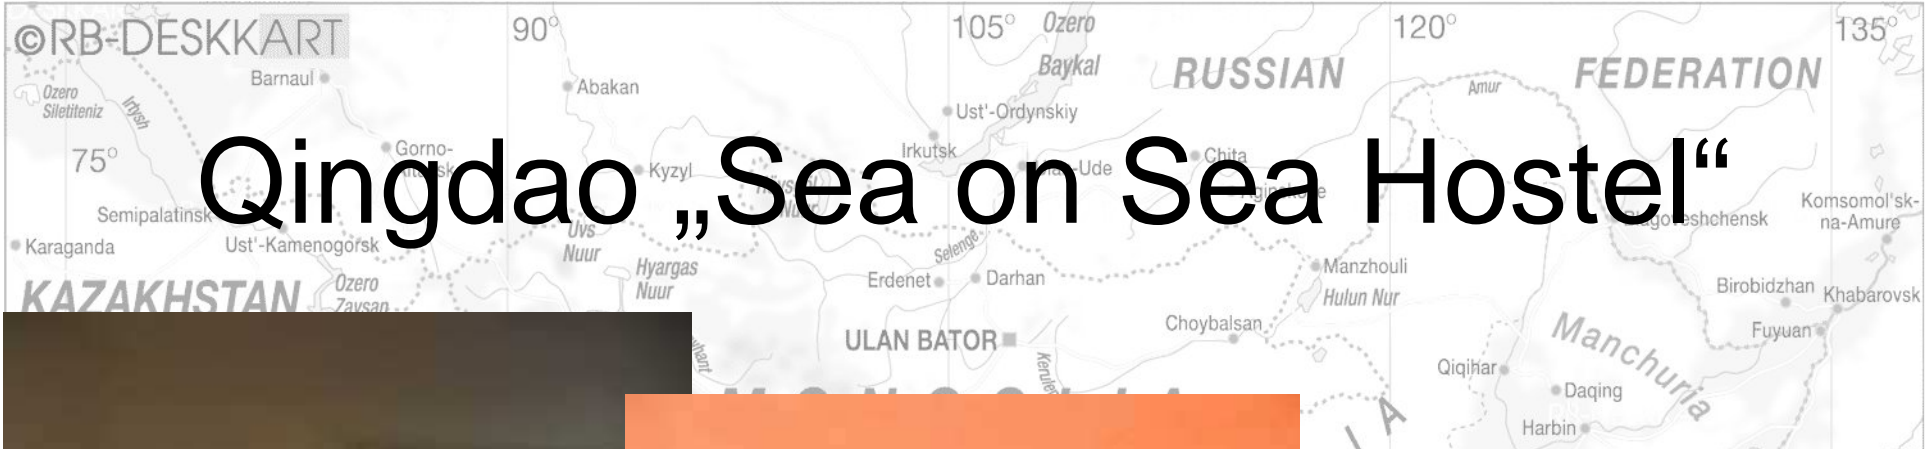 ©RB-DESKKART
90°
105°
Ozero
Baykal
RUSSIAN
120°
FEDERATION
135°
Barnaul
Abakan
Amur
Ozero
Siletiteniz
Irtysh
Ust'-Ordynskiy
75°
Gorno-
Kyzyl
Irkutsk
Chita
Qingdao „Sea on Sea Hostel“
Semipalatinsk
Komsomol'sk-
na-Amure
Karaganda
Ust'-Kamenogorsk
Uvs
Nuur
Selenge
KAZAKHSTAN
Ozero
Zaysan
Hyargas
Nuur
Erdenet
Darhan
Manzhouli
Hulun Nur
Birobidzhan
Khabarovsk
ULAN BATOR
Choybalsan
Manchuria
Fuyuan
Qiqihar
Daqing
Harbin